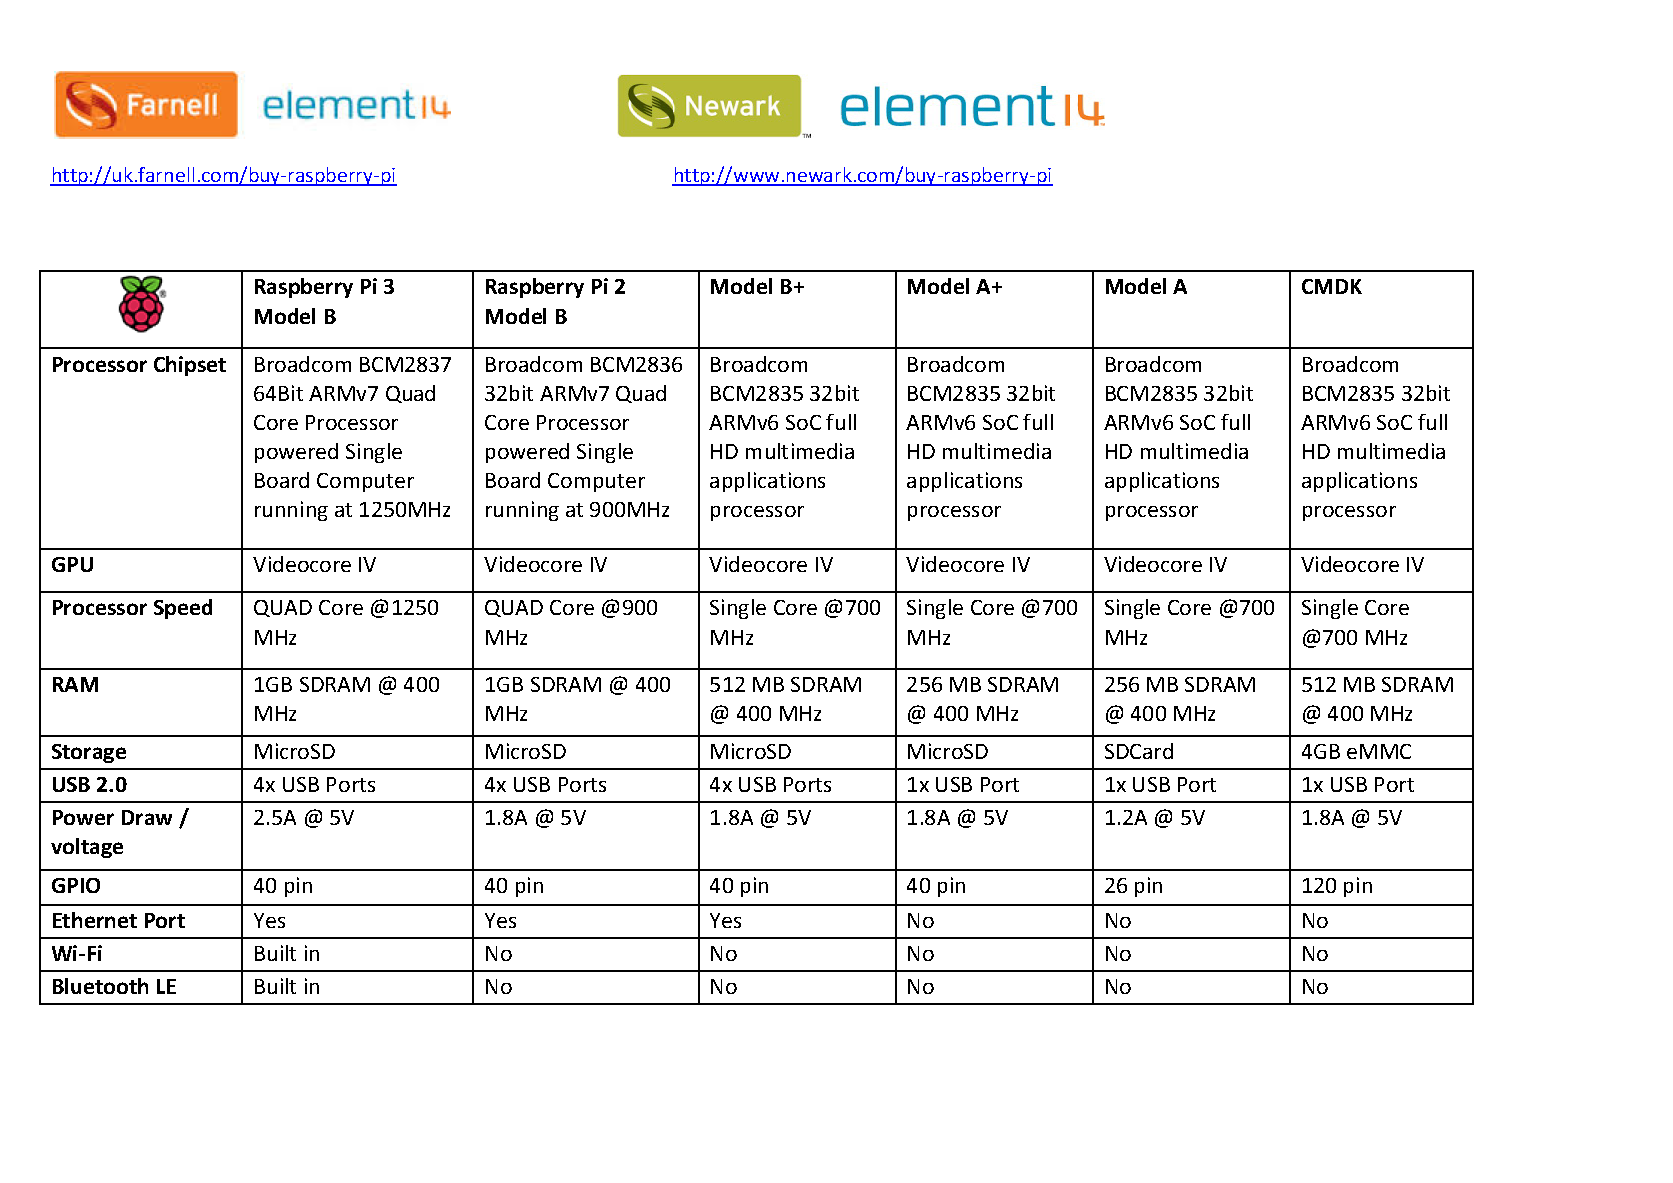 Farnell element14 Newark™ element14
http://uk.farnell.com/buy-raspberry-pi http://www.newark.com/buy-raspberry-pi
Raspberry Pi 3 Model B
Raspberry Pi 2 Model B
Model B+
Model A+
Model A
CMDK
Processor Chipset
Broadcom BCM2837
64Bit ARMv7 Quad
Core Processor
powered Single
Board Computer
running at 1250MHz
Broadcom BCM2836
32bit ARMv7 Quad
Core Processor
powered Single
Board Computer
running at 900MHz
Broadcom
BCM2835 32bit
ARMv6 SoC full
HD multimedia
applications
processor
Broadcom
BCM2835 32bit
ARMv6 SoC full
HD multimedia
applications
processor
Broadcom
BCM2835 32bit
ARMv6 SoC full
HD multimedia
applications
processor
Broadcom
BCM2835 32bit
ARMv6 SoC full
HD multimedia
applications
processor
GPU Videocore IV Videocore IV Videocore IV Videocore IV Videocore IV Videocore IV
Processor Speed
QUAD Core @1250
MHz
QUAD Core @900
MHz
Single Core @700
MHz
Single Core @700
MHz
Single Core @700
MHz
Single Core
@700 MHz
RAM
1GB SDRAM @ 400
MHz
1GB SDRAM @ 400
MHz
512 MB SDRAM
@ 400 MHz
256 MB SDRAM
@ 400 MHz
256 MB SDRAM
@ 400 MHz
512 MB SDRAM
@ 400 MHz
Storage MicroSD MicroSD MicroSD MicroSD SDCard 4GB eMMC
USB 2.0 4x USB Ports 4x USB Ports 4x USB Ports 1x USB Port 1x USB Port 1x USB Port
Power Draw /
voltage
2.5A @ 5V 1.8A @ 5V 1.8A @ 5V 1.8A @ 5V 1.2A @ 5V 1.8A @ 5V
GPIO 40 pin 40 pin 40 pin 40 pin 26 pin 120 pin
Ethernet Port Yes Yes Yes No No No
Wi-Fi Built in No No No No No
Bluetooth LE Built in No No No No No